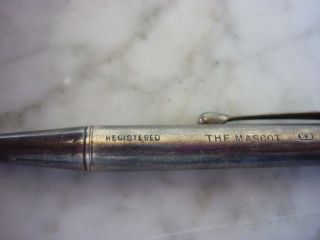 REGISTERED THE MASCOT